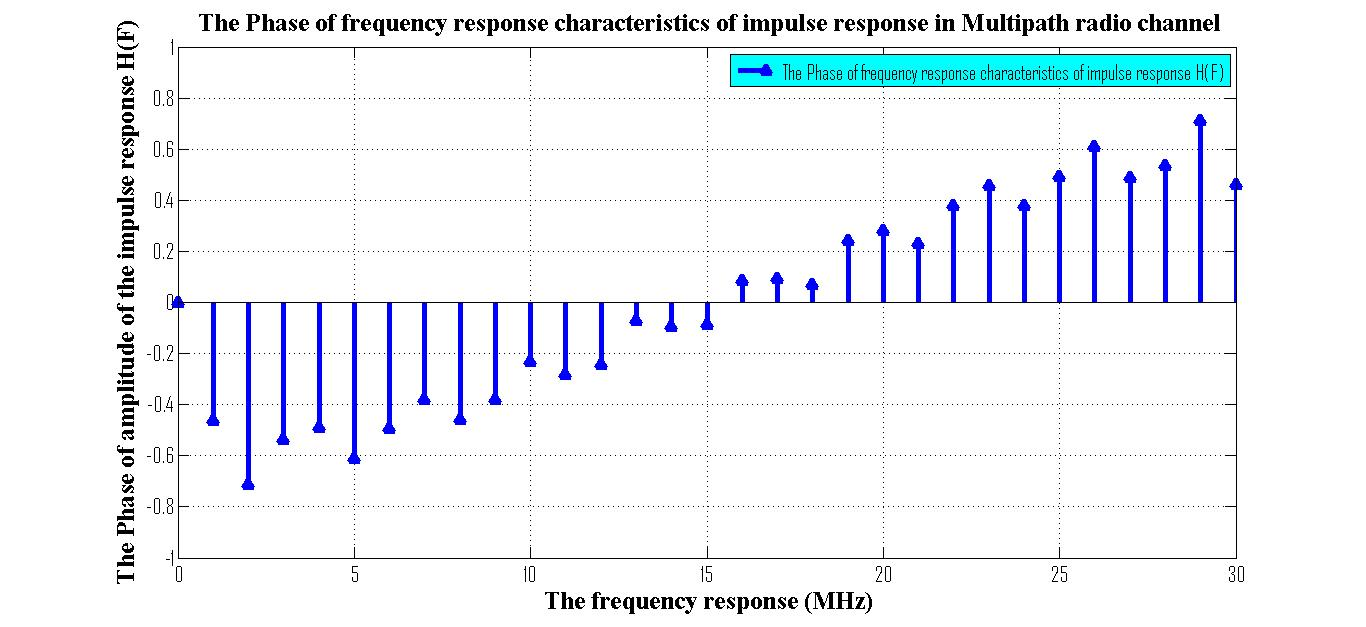 The Phase of frequency response characteristics of impulse response in Multipath radio channel
The Phase of frequency response characteristics of impulse response H(F)
The Phase of amplitude of the impulse response H(F)
1
0.8
0.6
0.4
0.2
0
-0.2
-0.4
-0.6
-0.8
-1
0 5 10 15 20 25 30
The frequency response (MHz)